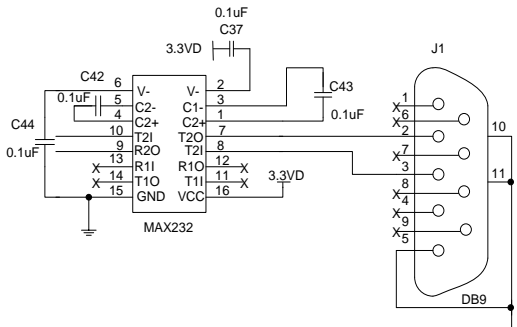 0.1uF
C37
3.3VD
J1
C42
0.1uF
C44
0.1uF
6 V- V- 2
5 C2- C1- 3
4 C2+ C2+ 1
10 T2I T2O 7
9 R2O T2I 8
13 R1I R1O 12
14 T1O T1I 11
15 GND VCC 16
MAX232
C43
0.1uF
3.3VD
1
6
2
7
3
8
4
9
5
10
11
DB9